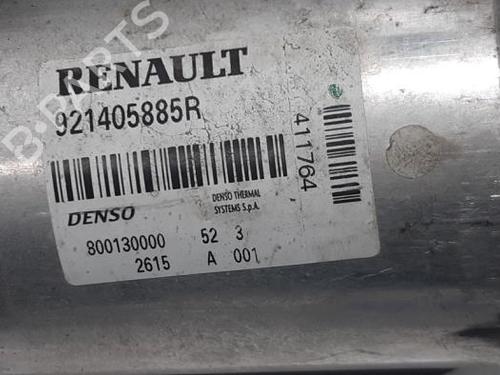 B-PARTS
RENAULT
921405885R
411764
DENSO
DENSO THERMAL
SYSTEMS S.p.A.
800130000 52 3
2615 A 001